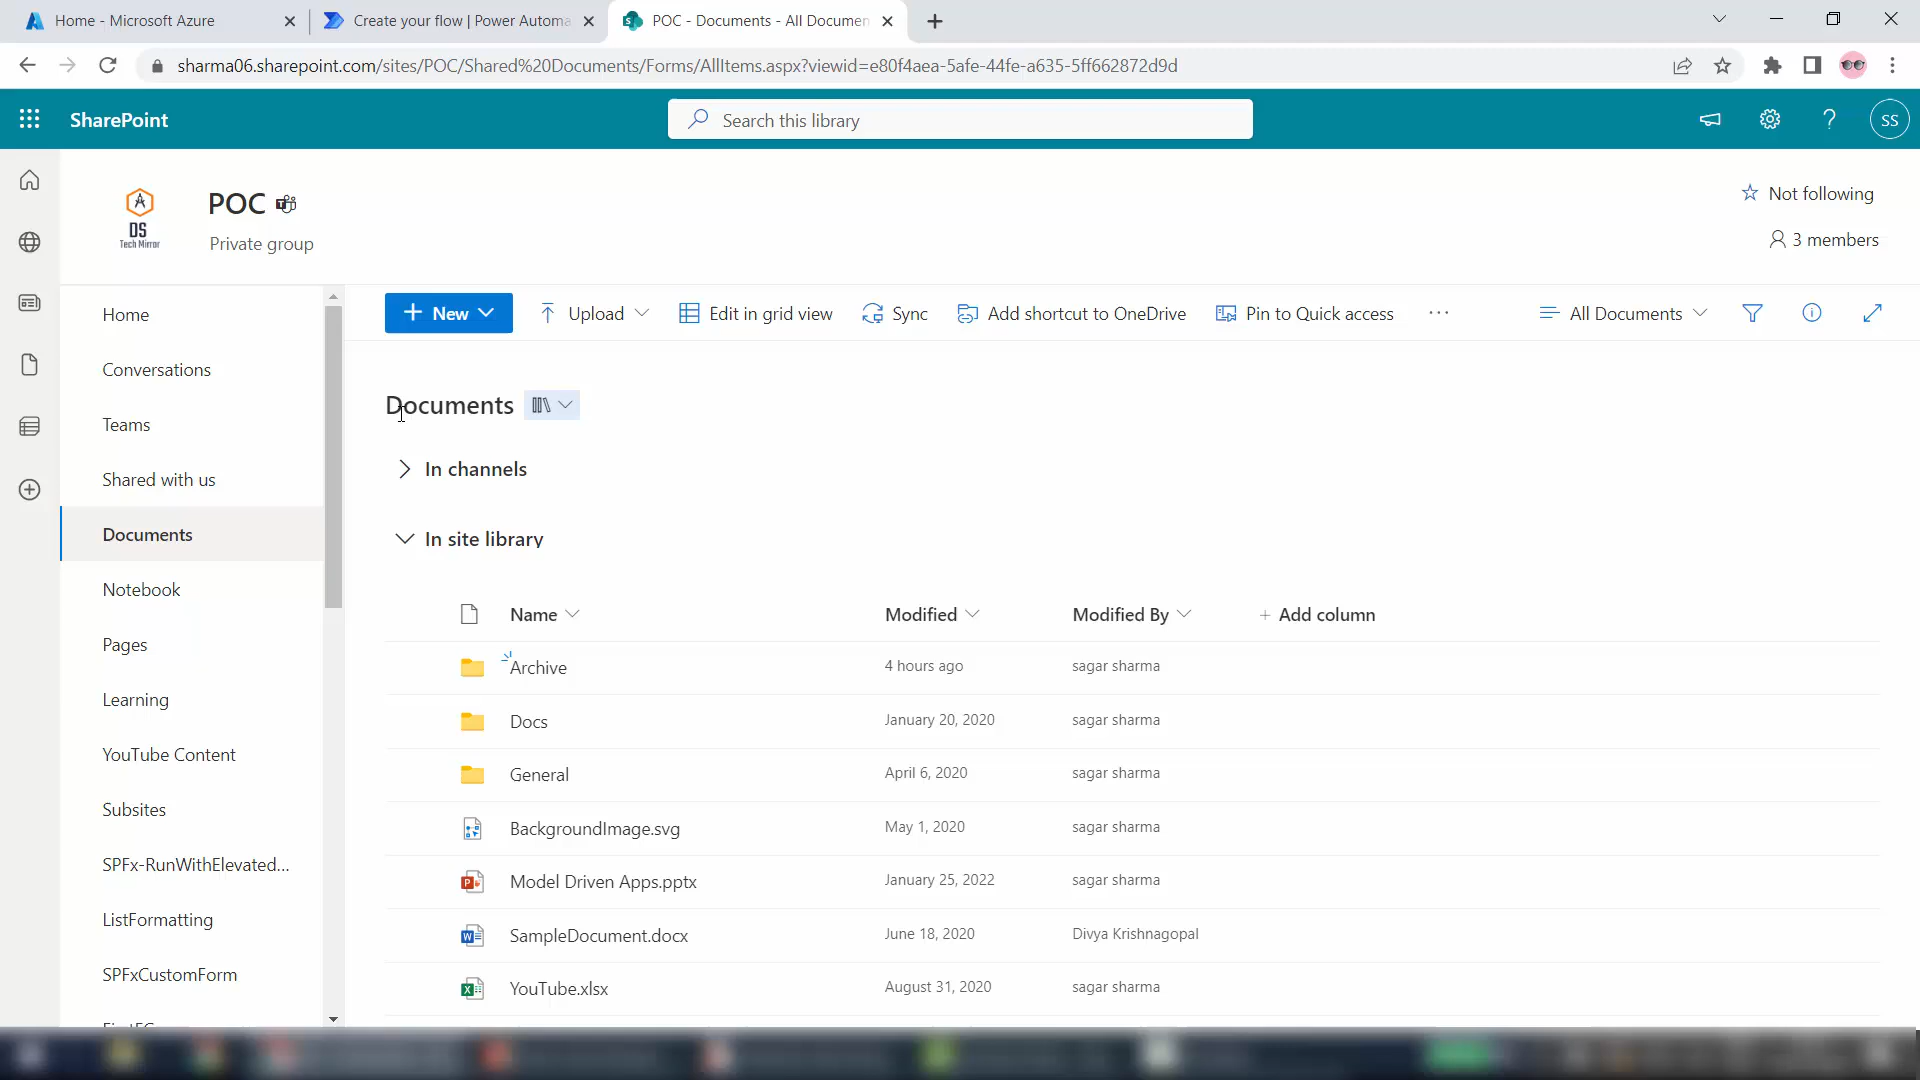 Home - Microsoft Azure
Create your flow | Power Automa
POC - Documents - All Documen
sharma06.sharepoint.com/sites/POC/Shared%20Documents/Forms/AllItems.aspx?viewid=e80f4aea-5afe-44fe-a635-5ff662872d9d
SharePoint
Search this library
SS
DS
Tech Mirror
POC
Private group
Not following
3 members
Home
Conversations
Teams
Shared with us
Documents
Notebook
Pages
Learning
YouTube Content
Subsites
SPFx-RunWithElevated...
ListFormatting
SPFxCustomForm
New
Upload
Edit in grid view
Sync
Add shortcut to OneDrive
Pin to Quick access
All Documents
Documents
In channels
In site library
Name Modified Modified By Add column
Archive 4 hours ago sagar sharma
Docs January 20, 2020 sagar sharma
General April 6, 2020 sagar sharma
BackgroundImage.svg May 1, 2020 sagar sharma
Model Driven Apps.pptx January 25, 2022 sagar sharma
SampleDocument.docx June 18, 2020 Divya Krishnagopal
YouTube.xlsx August 31, 2020 sagar sharma